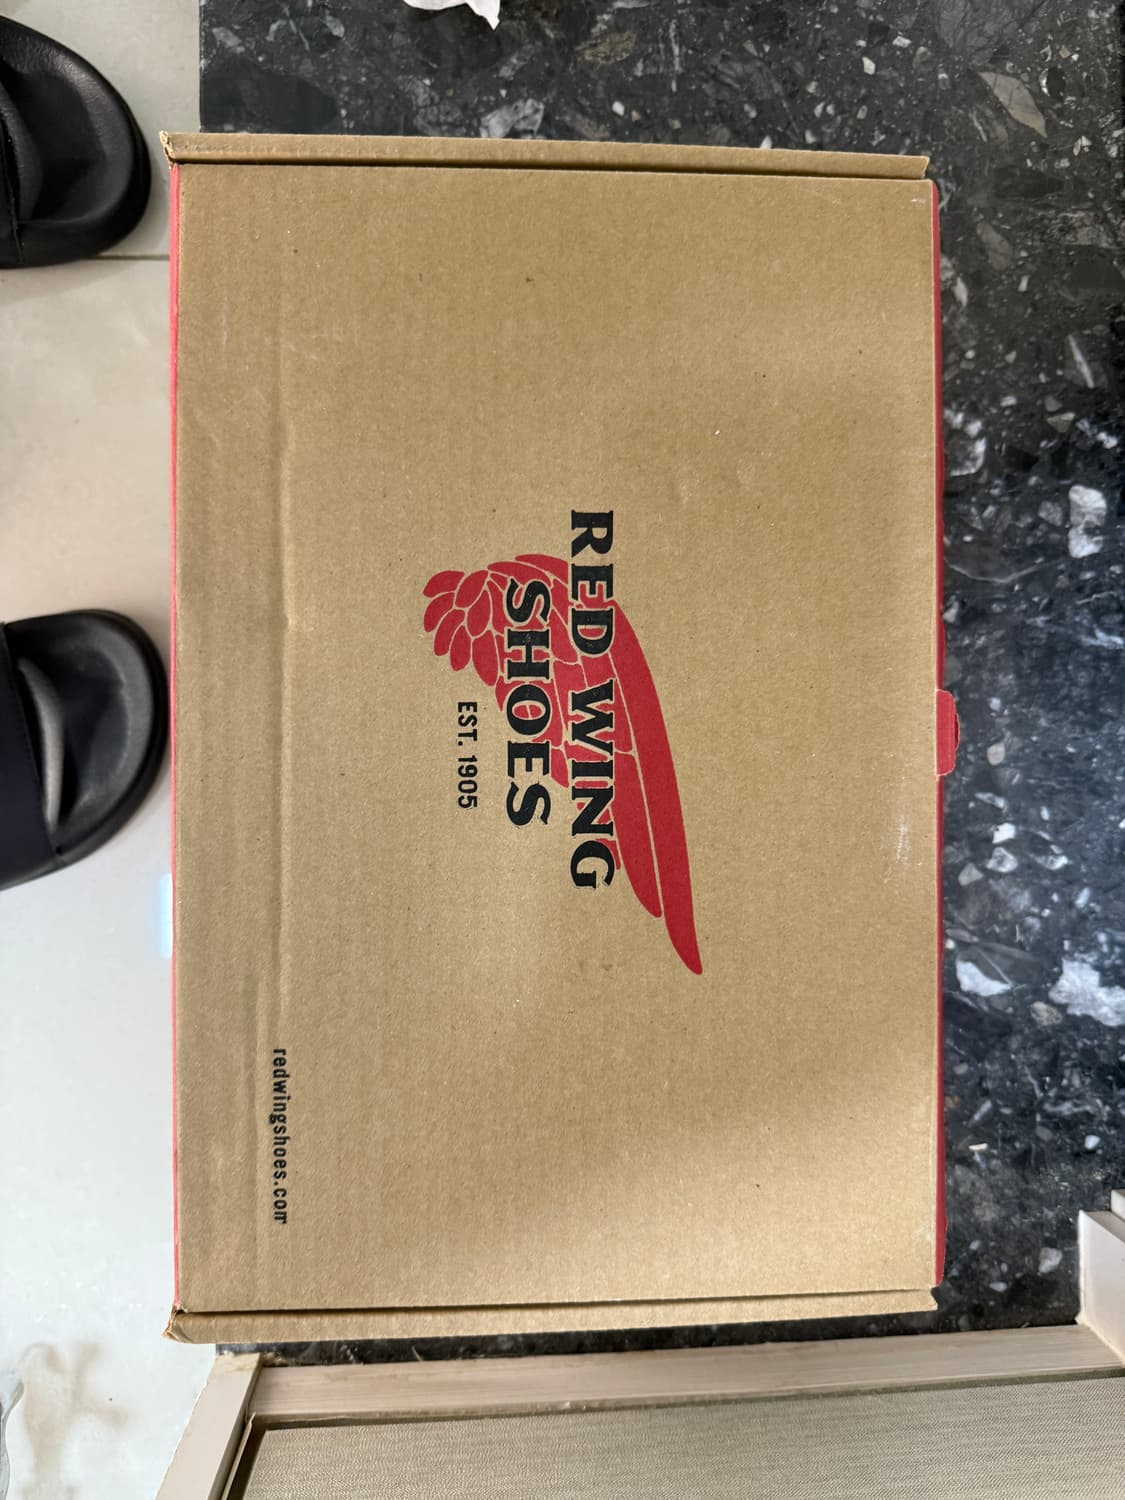 RED WING
SHOES
EST. 1905
redwingshoes.com